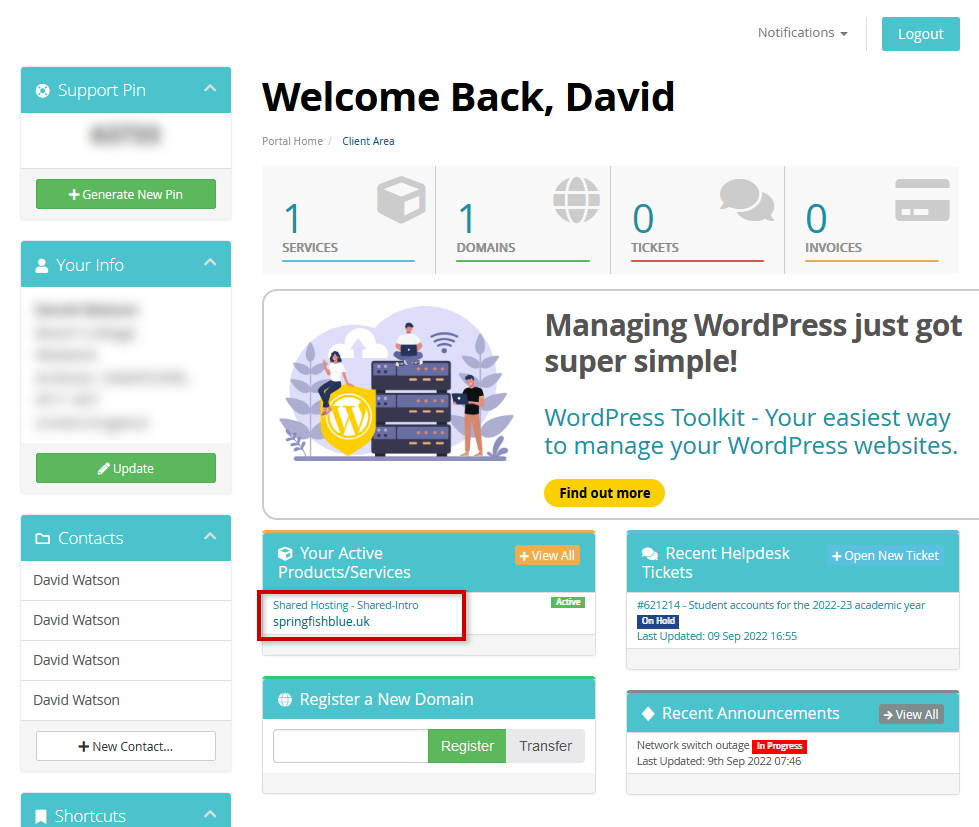 Notifications
Logout
Support Pin
Generate New Pin
Your Info
Update
Contacts
David Watson
David Watson
David Watson
David Watson
New Contact...
Shortcuts
Welcome Back, David
Portal Home / Client Area
1
SERVICES
1
DOMAINS
0
TICKETS
0
INVOICES
Managing WordPress just got
super simple!
WordPress Toolkit - Your easiest way
to manage your WordPress websites.
Find out more
Your Active
Products/Services
View All
Shared Hosting - Shared-Intro
Active
springfishblue.uk
Register a New Domain
Register
Transfer
Recent Helpdesk
Tickets
Open New Ticket
#621214 - Student accounts for the 2022-23 academic year
On Hold
Last Updated: 09 Sep 2022 16:55
Recent Announcements
View All
Network switch outage In Progress
Last Updated: 9th Sep 2022 07:46